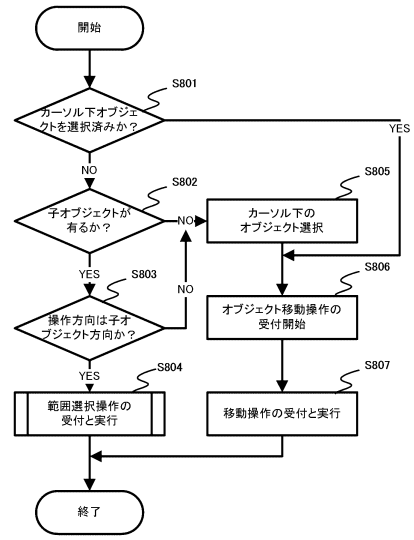 開始
S801
カーソル下オブジェ
クトを選択済みか？
YES
NO
S802
子オブジェクトが
有るか？
NO
S805
カーソル下の
オブジェクト選択
YES
S803
操作方向は子オ
ブジェクト方向か？
NO
S806
オブジェクト移動操作の
受付開始
YES
S804
範囲選択操作の
受付と実行
S807
移動操作の受付と実行
終了